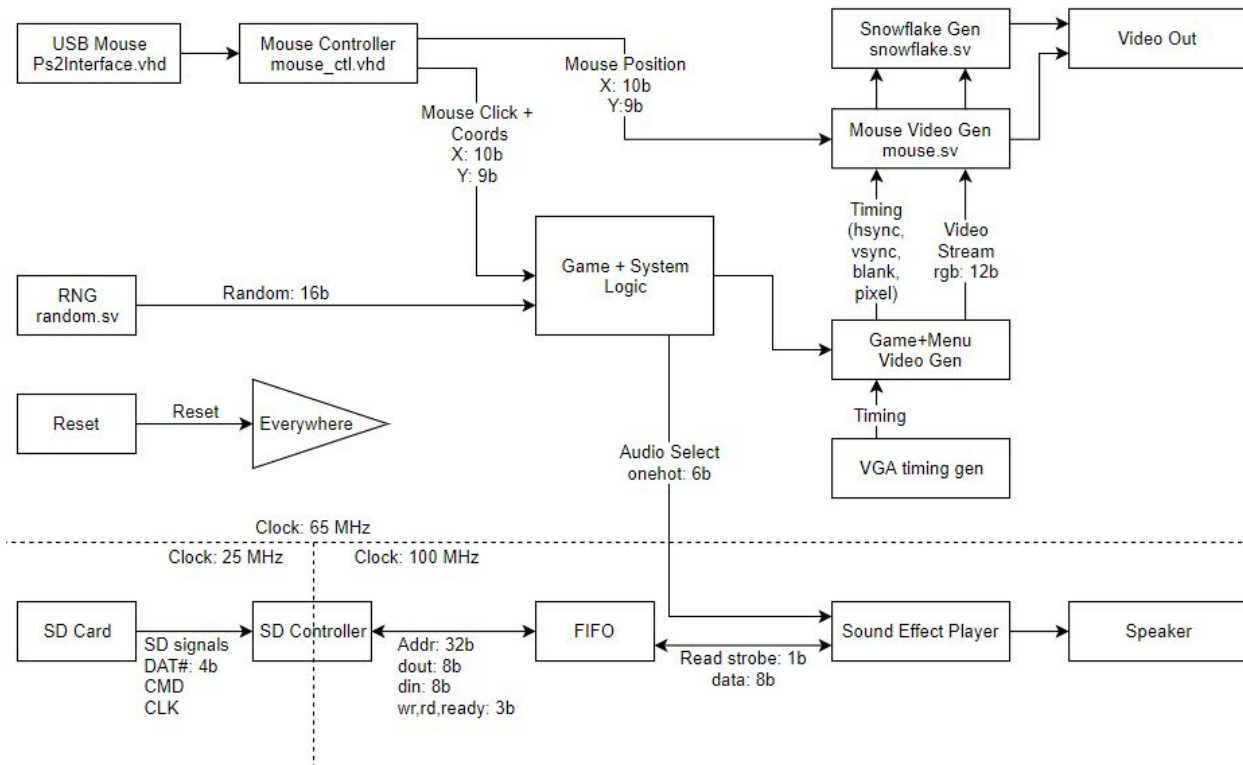 USB Mouse
Ps2Interface.vhd
Mouse Controller
mouse_ctl.vhd
Mouse Position
X: 10b
Y:9b
Mouse Click +
Coords
X: 10b
Y: 9b
Snowflake Gen
snowflake.sv
Video Out
Mouse Video Gen
mouse.sv
Timing
(hsync,
vsync,
blank,
pixel)
Video
Stream
rgb: 12b
RNG
random.sv
Random: 16b
Game + System
Logic
Game+Menu
Video Gen
Reset
Reset
Everywhere
Timing
VGA timing gen
Audio Select
onehot: 6b
Clock: 65 MHz
Clock: 25 MHz
Clock: 100 MHz
SD Card
SD signals
DAT#: 4b
CMD
CLK
SD Controller
Addr: 32b
dout: 8b
din: 8b
wr,rd,ready: 3b
FIFO
Read strobe: 1b
data: 8b
Sound Effect Player
Speaker